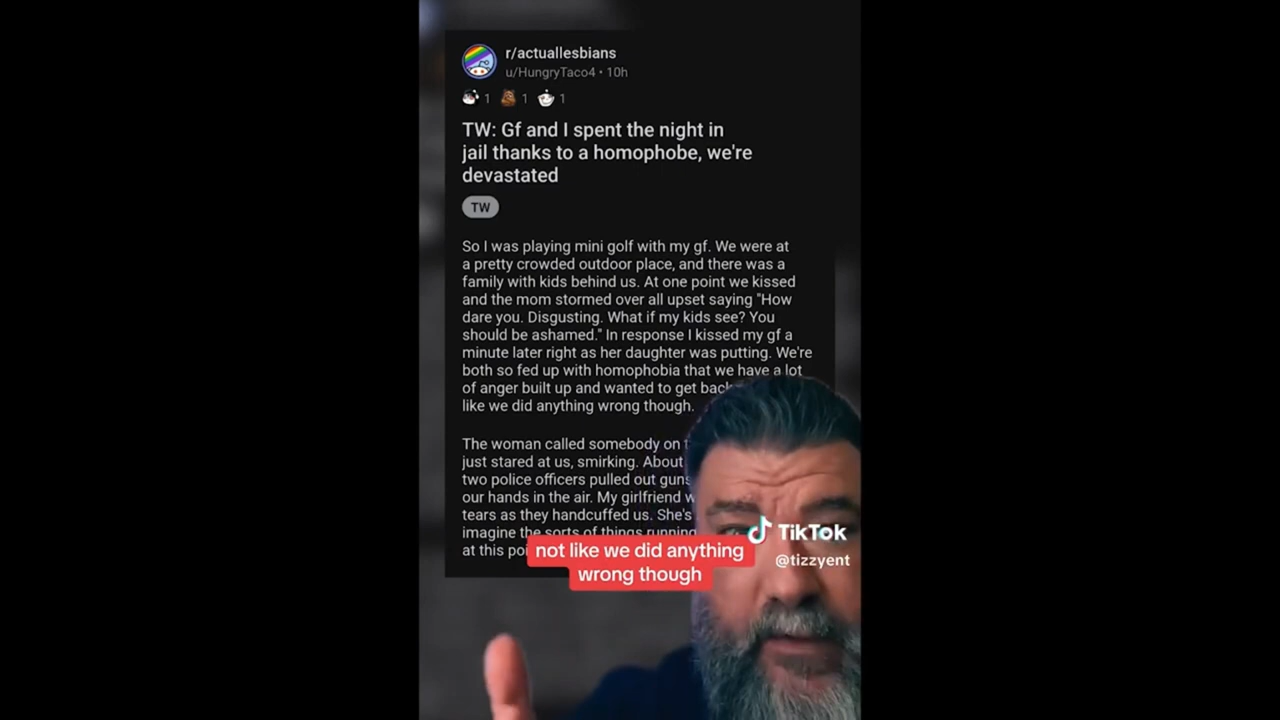 r/actuallesbians
u/HungryTaco4 • 10h
1 1 1
TW: Gf and I spent the night in
jail thanks to a homophobe, we're
devastated
TW
So I was playing mini golf with my gf. We were at
a pretty crowded outdoor place, and there was a
family with kids behind us. At one point we kissed
and the mom stormed over all upset saying "How
dare you. Disgusting. What if my kids see? You
should be ashamed." In response I kissed my gf a
minute later right as her daughter was putting. We're
both so fed up with homophobia that we have a lot
of anger built up and wanted to get back
like we did anything wrong though.
The woman called somebody on
just stared at us, smirking. About
two police officers pulled out guns
our hands in the air. My girlfriend
tears as they handcuffed us. She's
imagine the sorts of things running
at this
not like we did anything
wrong though
TikTok
@tizzyent